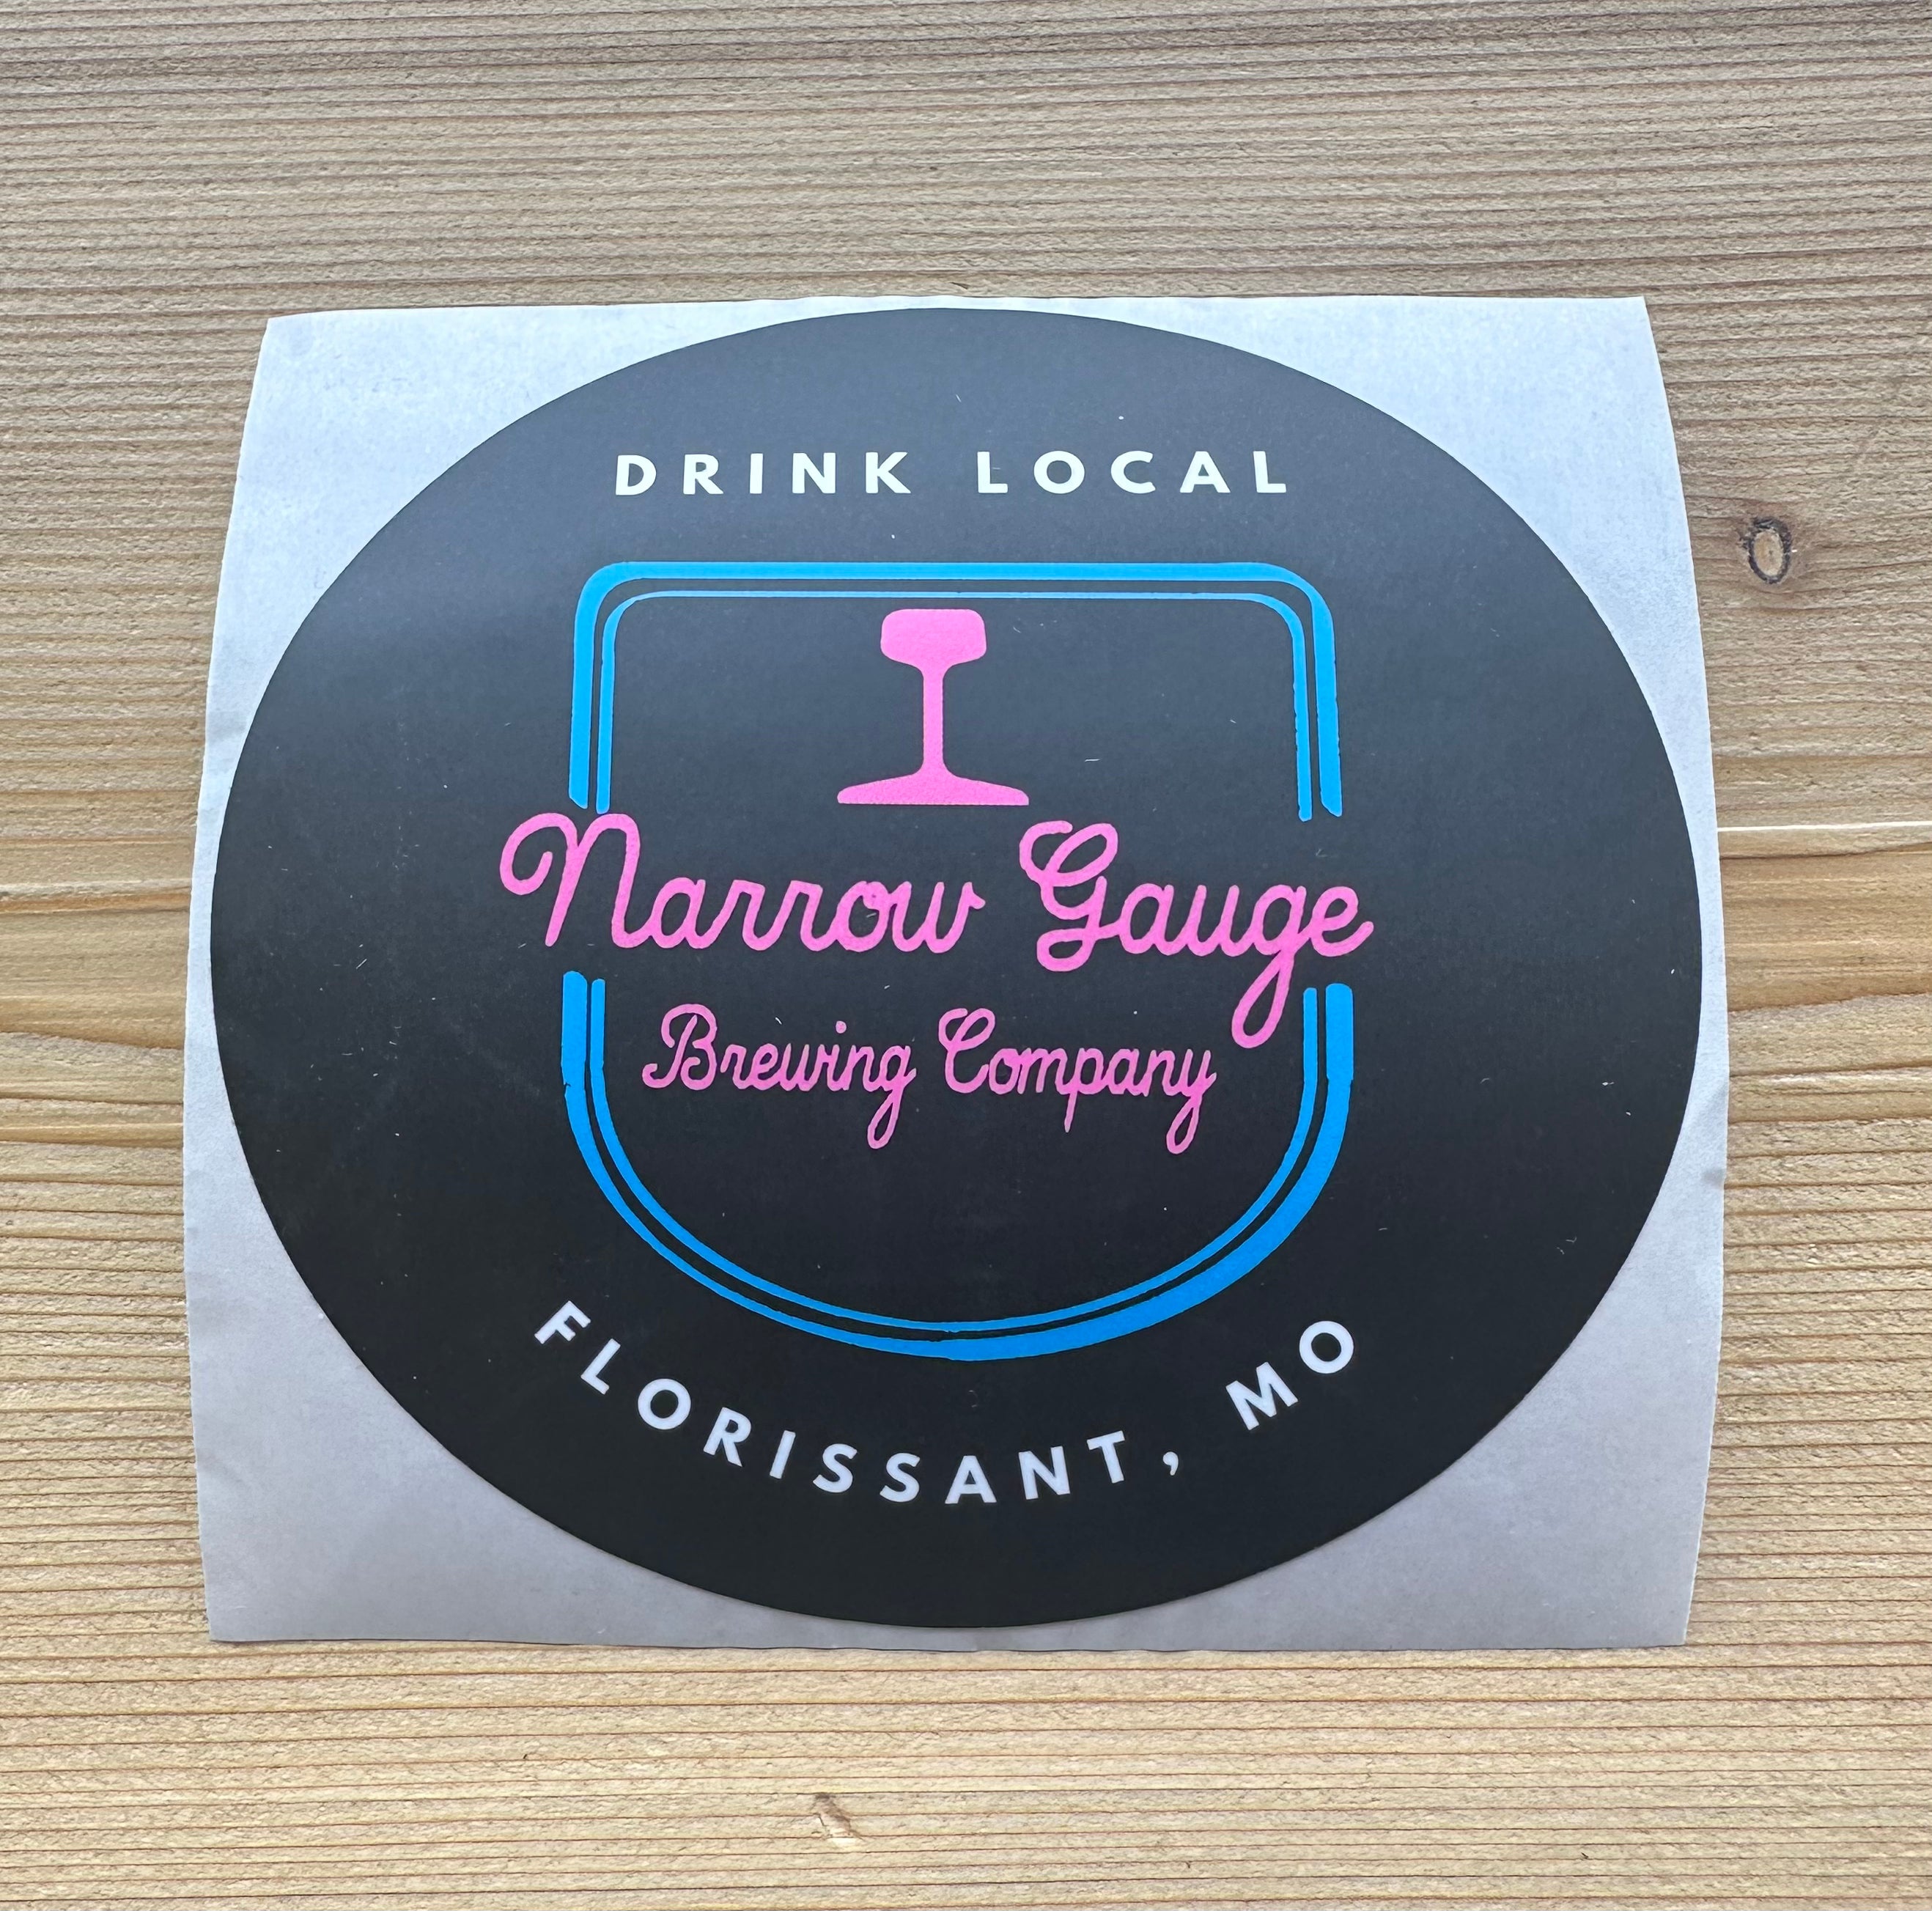 DRINK LOCAL
Narrow Gauge
Brewing Company
FLORISSANT, MO